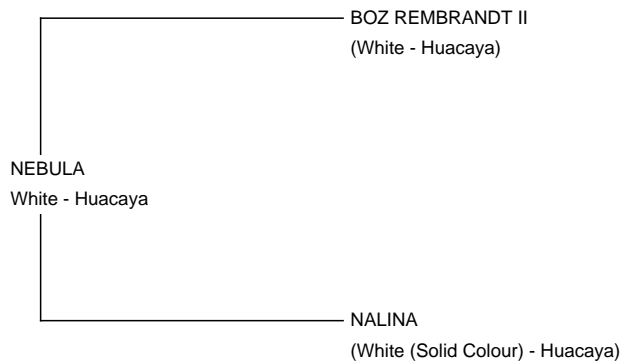 BOZ REMBRANDT II
(White - Huacaya)
NEBULA
White - Huacaya
NALINA
(White (Solid Colour) - Huacaya)